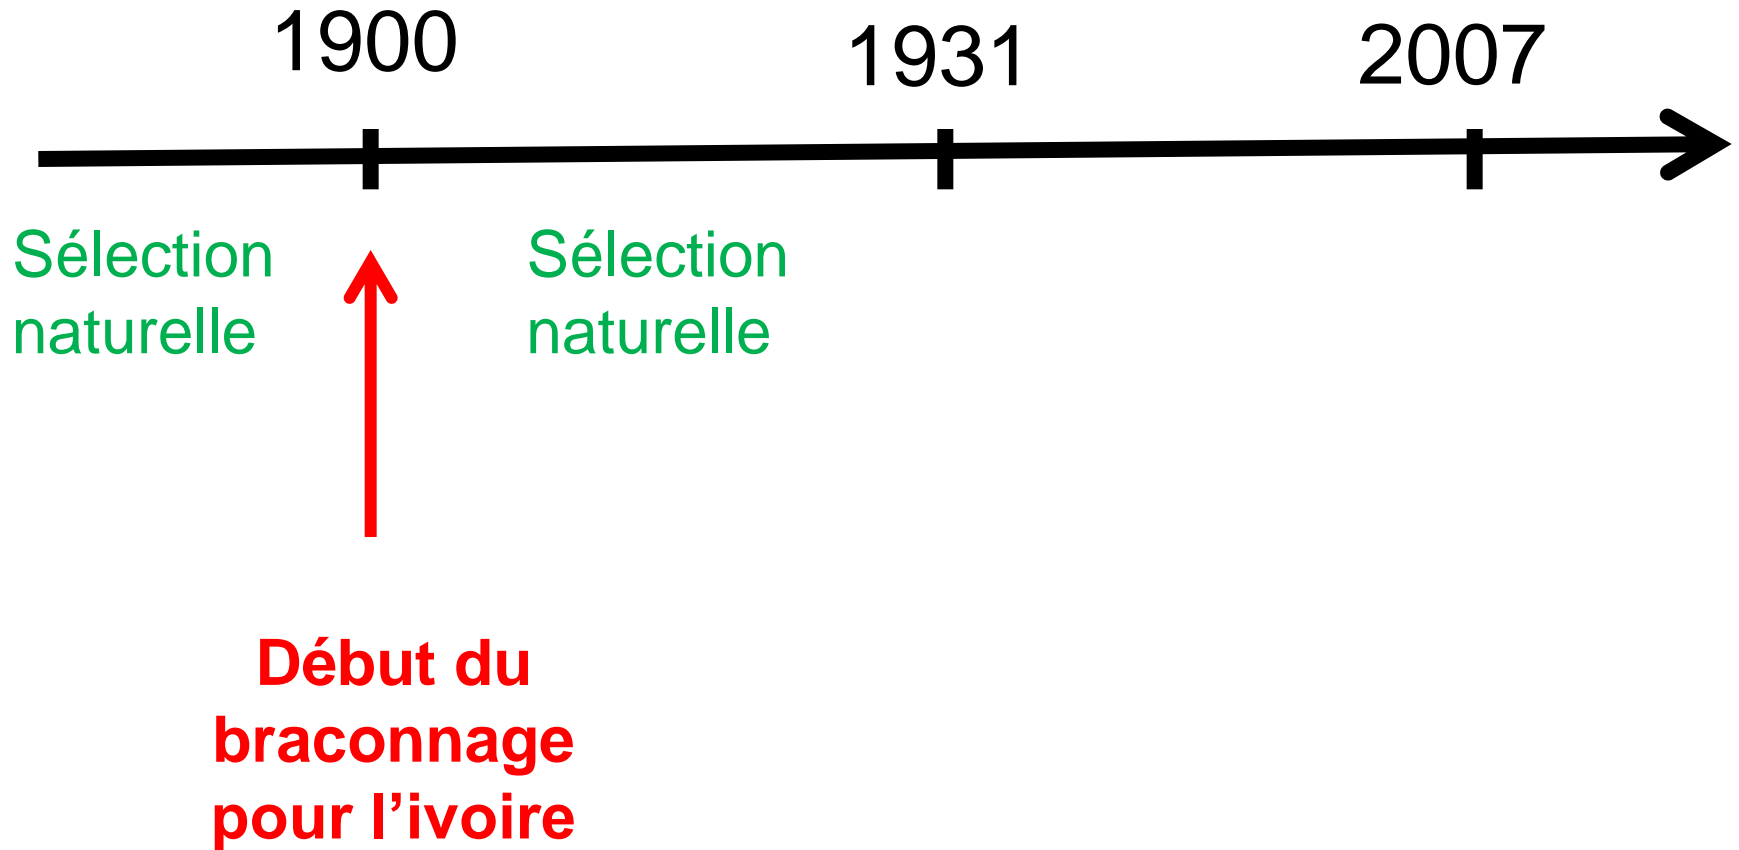 1900
1931
2007
Sélection
naturelle
Sélection
naturelle
Début du
braconnage
pour l’ivoire